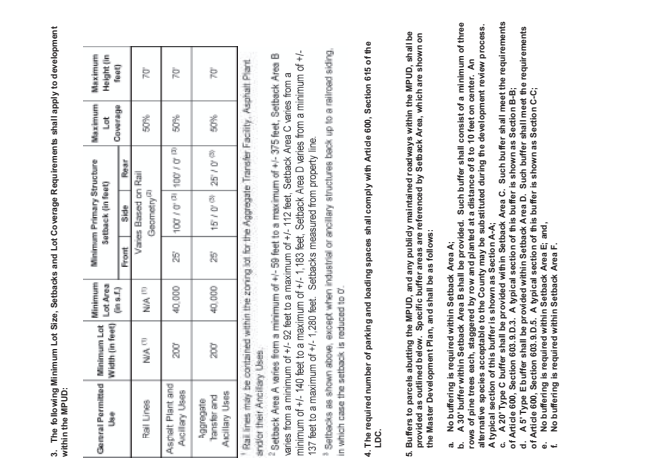 3. The following Minimum Lot Size, Setbacks and Lot Coverage Requirements shall apply to development
within the MPUD:
General Permitted Use | Minimum Lot Width (in feet) | Minimum Lot Area (in s.f.) | Minimum Primary Structure Setback (in feet) | Maximum Lot Coverage | Maximum Height (in feet)
Front | Side | Rear
Rail Lines | N/A (1) | N/A (1) | Varies Based on Rail Geometry(2) | 50% | 70'
Asphalt Plant and Ancillary Uses | 200' | 40,000 | 25' | 100' / 0' (3) | 100' / 0' (3) | 50% | 70'
Aggregate Transfer and Ancillary Uses | 200' | 40,000 | 25' | 15' / 0' (3) | 25' / 0' (3) | 50% | 70'
1 Rail lines may be contained within the zoning lot for the Aggregate Transfer Facility, Asphalt Plant
and/or their Ancillary Uses.
2 Setback Area A varies from a minimum of +/- 59 feet to a maximum of +/- 375 feet, Setback Area B
varies from a minimum of +/- 92 feet to a maximum of +/- 112 feet, Setback Area C varies from a
minimum of +/- 140 feet to a maximum of +/- 1,183 feet, Setback Area D varies from a minimum of +/-
137 feet to a maximum of +/- 1,280 feet. Setbacks measured from property line.
3 Setbacks as shown above, except when industrial or ancillary structures back up to a railroad siding,
in which case the setback is reduced to 0'.
4. The required number of parking and loading spaces shall comply with Article 600, Section 615 of the
LDC.
5. Buffers to parcels abutting the MPUD, and any publicly maintained roadways within the MPUD, shall be
provided as outlined below. Specific buffer areas are referenced by Setback Area, which are shown on
the Master Development Plan, and shall be as follows:
a. No buffering is required within Setback Area A;
b. A 30' buffer within Setback Area B shall be provided. Such buffer shall consist of a minimum of three
rows of pine trees each, staggered by row and planted at a distance of 8 to 10 feet on center. An
alternative species acceptable to the County may be substituted during the development review process.
A typical section of this buffer is shown as Section A-A;
c. A 20' Type C buffer shall be provided within Setback Area C. Such buffer shall meet the requirements
of Article 600, Section 603.9.D.3. A typical section of this buffer is shown as Section B-B;
d. A 5' Type E buffer shall be provided within Setback Area D. Such buffer shall meet the requirements
of Article 600, Section 603.9.D.5. A typical section of this buffer is shown as Section C-C;
e. No buffering is required within Setback Area E; and,
f. No buffering is required within Setback Area F.